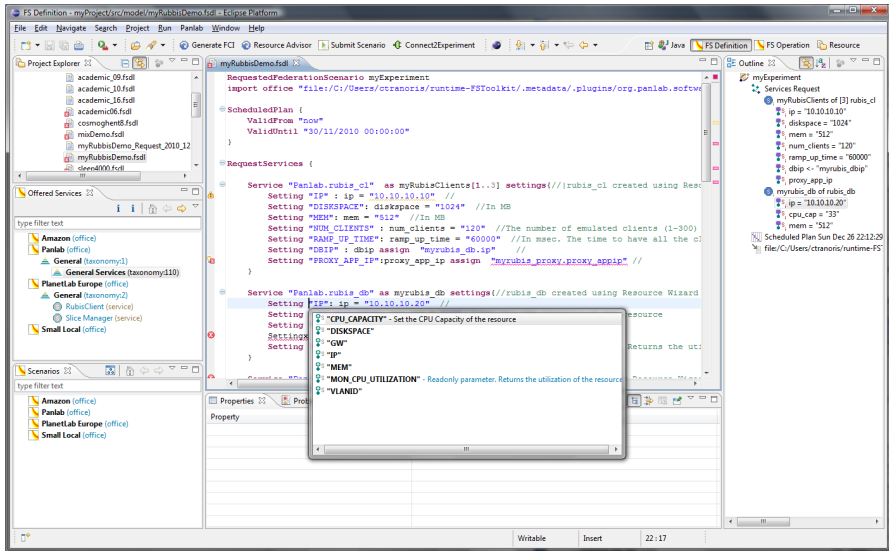 FS Definition - myProject/src/model/myRubbisDemo.fsdl - Eclipse Platform
File Edit View Navigate Search Project Run Panlab Window Help
Generate FCI Resource Advisor Submit Scenario Connect2Experiment Java FS Definition FS Operation Resource
Project Explorer
academic_09.fsdl
academic_10.fsdl
academic_16.fsdl
academic06.fsdl
cosmoghent.fsdl
mixDemo.fsdl
myRubbisDemo_Request_2010_12
myRubbisDemo.fsdl
sleep4000.fsdl
Offered Services
type filter text
Amazon (office)
Panlab (office)
General (taxonomy:1)
General Services (taxonomy:110)
PlanetLab Europe (office)
General (taxonomy:2)
RubisClient (service)
Slice Manager (service)
Small Local (office)
Scenarios
type filter text
Amazon (office)
Panlab (office)
PlanetLab Europe (office)
Small Local (office)
myRubbisDemo.fsdl
RequestedFederationScenario myExperiment
import office "file:/C:/Users/ctranoris/runtime-FSToolkit/.metadata/.plugins/org.panlab.softwa
ScheduledPlan {
ValidFrom "now"
ValidUntil "30/11/2010 00:00:00"
}
RequestServices {
Service "Panlab.rubis_cl" as myRubisClients[1..3] settings{//|rubis_cl created using Reso
Setting "IP" : ip = "10.10.10.10" //
Setting "DISKSPACE": diskspace = "1024" //In MB
Setting "MEM": mem = "512" //In MB
Setting "NUM_CLIENTS" : num_clients = "120" //The number of emulated clients (1-300)
Setting "RAMP_UP_TIME": ramp_up_time = "60000" //In msec. The time to have all the cl
Setting "DBIP" : dbip assign "myrubis_db.ip" //
Setting "PROXY_APP_IP":proxy_app_ip assign "myrubis_proxy.proxy_appip" //
}
Service "Panlab.rubis_db" as myrubis_db settings{//rubis_db created using Resource Wizard
Setting "IP": ip = "10.10.10.20" //
Setting
esource
Setting
Settingx
Setting
Returns the uti
}
"CPU_CAPACITY" - Set the CPU Capacity of the resource
"DISKSPACE"
"GW"
"IP"
"MEM"
"MON_CPU_UTILIZATION" - Readonly parameter. Returns the utilization of the resource
"VLANID"
Properties Prob
Property
Outline
myExperiment
Services Request
myRubisClients of [3] rubis_cl
ip = "10.10.10.10"
diskspace = "1024"
mem = "512"
num_clients = "120"
ramp_up_time = "60000"
dbip <- "myrubis_dbip"
proxy_app_ip
myrubis_db of rubis_db
ip = "10.10.10.20"
cpu_cap = "33"
mem = "512"
Scheduled Plan Sun Dec 26 22:12:29
file:/C:/Users/ctranoris/runtime-FS
Writable Insert 22:17